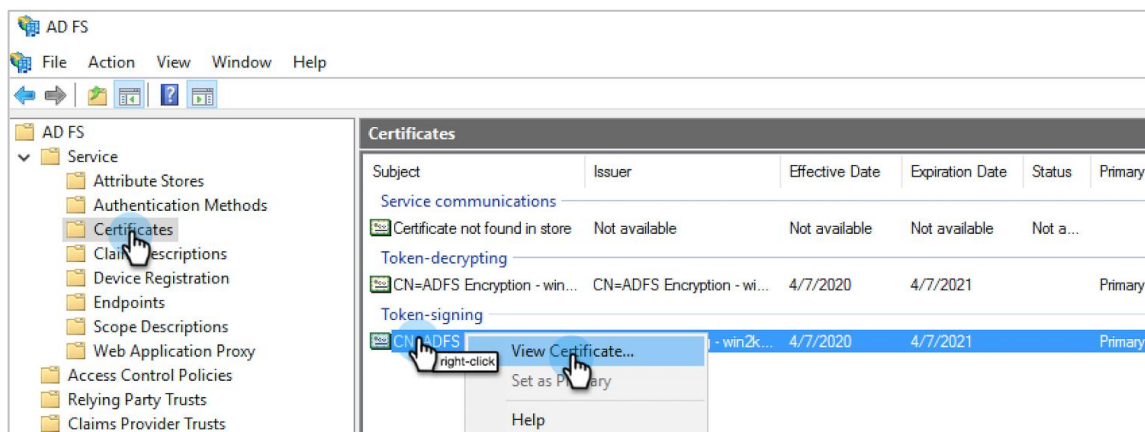 AD FS
File Action View Window Help
AD FS
Service
Attribute Stores
Authentication Methods
Certificates
Claim Descriptions
Device Registration
Endpoints
Scope Descriptions
Web Application Proxy
Access Control Policies
Relying Party Trusts
Claims Provider Trusts
Certificates
Subject Issuer Effective Date Expiration Date Status Primary
Service communications
Certificate not found in store Not available Not available Not available Not a...
Token-decrypting
CN=ADFS Encryption - win... CN=ADFS Encryption - wi... 4/7/2020 4/7/2021 Primary
Token-signing
CN=ADFS - win2k... 4/7/2020 4/7/2021 Primary
right-click
View Certificate...
Set as Primary
Help